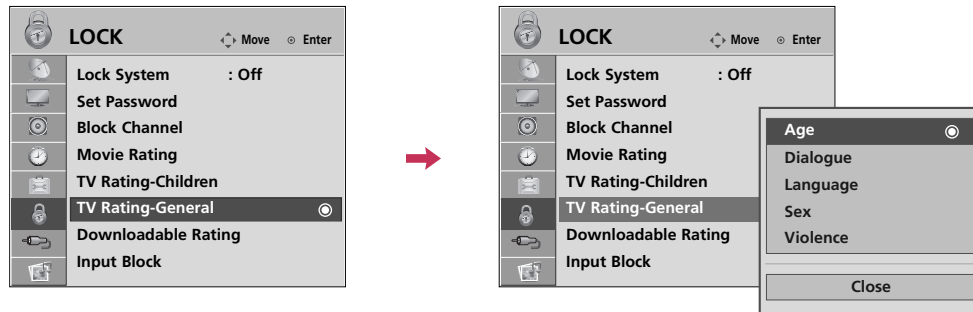 LOCK Move Enter
Lock System : Off
Set Password
Block Channel
Movie Rating
TV Rating-Children
TV Rating-General
Downloadable Rating
Input Block
LOCK Move Enter
Lock System : Off
Set Password
Block Channel
Movie Rating
TV Rating-Children
TV Rating-General
Downloadable Rating
Input Block
Age
Dialogue
Language
Sex
Violence
Close